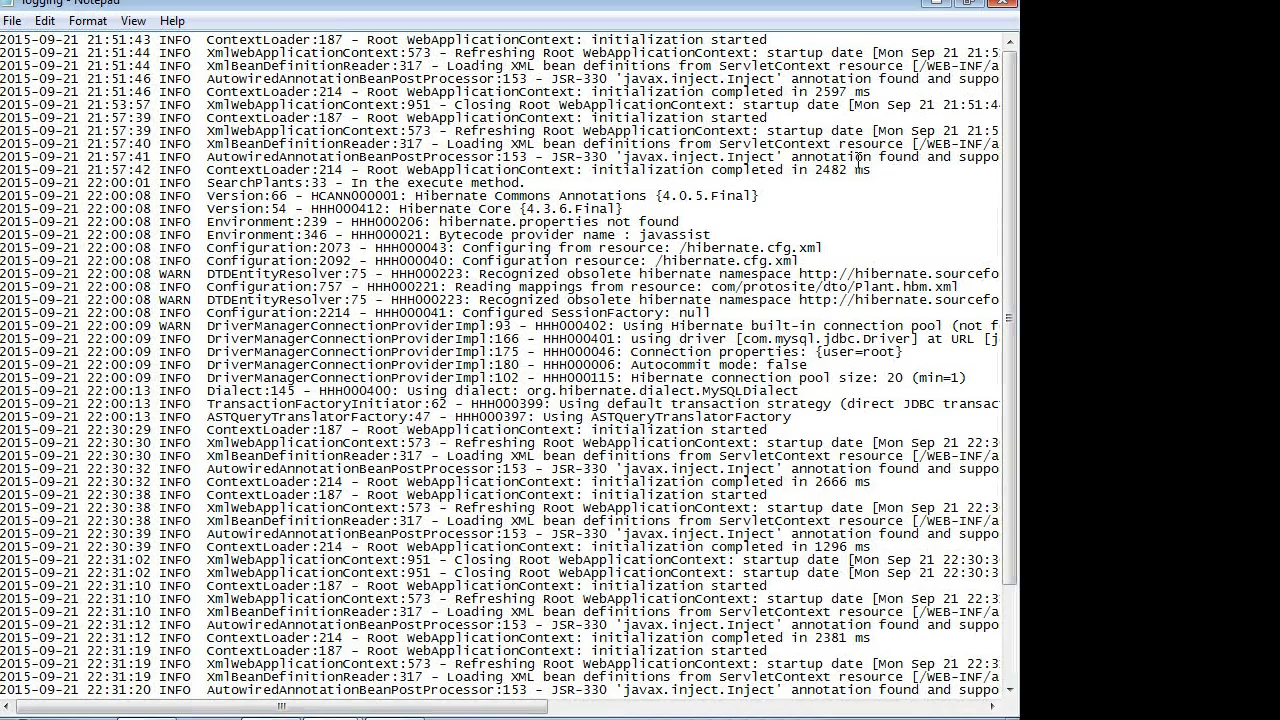 logging - Notepad
File Edit Format View Help
2015-09-21 21:51:43 INFO  ContextLoader:187 - Root WebApplicationContext: initialization started
2015-09-21 21:51:44 INFO  XmlWebApplicationContext:573 - Refreshing Root WebApplicationContext: startup date [Mon Sep 21 21:5
2015-09-21 21:51:44 INFO  XmlBeanDefinitionReader:317 - Loading XML bean definitions from ServletContext resource [/WEB-INF/a
2015-09-21 21:51:46 INFO  AutowiredAnnotationBeanPostProcessor:153 - JSR-330 'javax.inject.Inject' annotation found and suppo
2015-09-21 21:51:46 INFO  ContextLoader:214 - Root WebApplicationContext: initialization completed in 2597 ms
2015-09-21 21:53:57 INFO  XmlWebApplicationContext:951 - Closing Root WebApplicationContext: startup date [Mon Sep 21 21:51:4
2015-09-21 21:57:39 INFO  ContextLoader:187 - Root WebApplicationContext: initialization started
2015-09-21 21:57:39 INFO  XmlWebApplicationContext:573 - Refreshing Root WebApplicationContext: startup date [Mon Sep 21 21:5
2015-09-21 21:57:40 INFO  XmlBeanDefinitionReader:317 - Loading XML bean definitions from ServletContext resource [/WEB-INF/a
2015-09-21 21:57:41 INFO  AutowiredAnnotationBeanPostProcessor:153 - JSR-330 'javax.inject.Inject' annotation found and suppo
2015-09-21 21:57:42 INFO  ContextLoader:214 - Root WebApplicationContext: initialization completed in 2482 ms
2015-09-21 22:00:01 INFO  SearchPlants:33 - In the execute method.
2015-09-21 22:00:08 INFO  Version:66 - HCANN000001: Hibernate Commons Annotations {4.0.5.Final}
2015-09-21 22:00:08 INFO  Version:54 - HHH000412: Hibernate Core {4.3.6.Final}
2015-09-21 22:00:08 INFO  Environment:239 - HHH000206: hibernate.properties not found
2015-09-21 22:00:08 INFO  Environment:346 - HHH000021: Bytecode provider name : javassist
2015-09-21 22:00:08 INFO  Configuration:2073 - HHH000043: Configuring from resource: /hibernate.cfg.xml
2015-09-21 22:00:08 INFO  Configuration:2092 - HHH000040: Configuration resource: /hibernate.cfg.xml
2015-09-21 22:00:08 WARN  DTDEntityResolver:75 - HHH000223: Recognized obsolete hibernate namespace http://hibernate.sourcefo
2015-09-21 22:00:08 INFO  Configuration:757 - HHH000221: Reading mappings from resource: com/protosite/dto/Plant.hbm.xml
2015-09-21 22:00:08 WARN  DTDEntityResolver:75 - HHH000223: Recognized obsolete hibernate namespace http://hibernate.sourcefo
2015-09-21 22:00:08 INFO  Configuration:2214 - HHH000041: Configured SessionFactory: null
2015-09-21 22:00:09 WARN  DriverManagerConnectionProviderImpl:93 - HHH000402: Using Hibernate built-in connection pool (not f
2015-09-21 22:00:09 INFO  DriverManagerConnectionProviderImpl:166 - HHH000401: using driver [com.mysql.jdbc.Driver] at URL [j
2015-09-21 22:00:09 INFO  DriverManagerConnectionProviderImpl:175 - HHH000046: Connection properties: {user=root}
2015-09-21 22:00:09 INFO  DriverManagerConnectionProviderImpl:180 - HHH000006: Autocommit mode: false
2015-09-21 22:00:09 INFO  DriverManagerConnectionProviderImpl:102 - HHH000115: Hibernate connection pool size: 20 (min=1)
2015-09-21 22:00:13 INFO  Dialect:145 - HHH000400: Using dialect: org.hibernate.dialect.MySQLDialect
2015-09-21 22:00:13 INFO  TransactionFactoryInitiator:62 - HHH000399: Using default transaction strategy (direct JDBC transac
2015-09-21 22:00:13 INFO  ASTQueryTranslatorFactory:47 - HHH000397: Using ASTQueryTranslatorFactory
2015-09-21 22:30:29 INFO  ContextLoader:187 - Root WebApplicationContext: initialization started
2015-09-21 22:30:30 INFO  XmlWebApplicationContext:573 - Refreshing Root WebApplicationContext: startup date [Mon Sep 21 22:3
2015-09-21 22:30:30 INFO  XmlBeanDefinitionReader:317 - Loading XML bean definitions from ServletContext resource [/WEB-INF/a
2015-09-21 22:30:32 INFO  AutowiredAnnotationBeanPostProcessor:153 - JSR-330 'javax.inject.Inject' annotation found and suppo
2015-09-21 22:30:32 INFO  ContextLoader:214 - Root WebApplicationContext: initialization completed in 2666 ms
2015-09-21 22:30:38 INFO  ContextLoader:187 - Root WebApplicationContext: initialization started
2015-09-21 22:30:38 INFO  XmlWebApplicationContext:573 - Refreshing Root WebApplicationContext: startup date [Mon Sep 21 22:3
2015-09-21 22:30:38 INFO  XmlBeanDefinitionReader:317 - Loading XML bean definitions from ServletContext resource [/WEB-INF/a
2015-09-21 22:30:39 INFO  AutowiredAnnotationBeanPostProcessor:153 - JSR-330 'javax.inject.Inject' annotation found and suppo
2015-09-21 22:30:39 INFO  ContextLoader:214 - Root WebApplicationContext: initialization completed in 1296 ms
2015-09-21 22:31:02 INFO  XmlWebApplicationContext:951 - Closing Root WebApplicationContext: startup date [Mon Sep 21 22:30:3
2015-09-21 22:31:02 INFO  XmlWebApplicationContext:951 - Closing Root WebApplicationContext: startup date [Mon Sep 21 22:30:3
2015-09-21 22:31:10 INFO  ContextLoader:187 - Root WebApplicationContext: initialization started
2015-09-21 22:31:10 INFO  XmlWebApplicationContext:573 - Refreshing Root WebApplicationContext: startup date [Mon Sep 21 22:3
2015-09-21 22:31:10 INFO  XmlBeanDefinitionReader:317 - Loading XML bean definitions from ServletContext resource [/WEB-INF/a
2015-09-21 22:31:12 INFO  AutowiredAnnotationBeanPostProcessor:153 - JSR-330 'javax.inject.Inject' annotation found and suppo
2015-09-21 22:31:12 INFO  ContextLoader:214 - Root WebApplicationContext: initialization completed in 2381 ms
2015-09-21 22:31:19 INFO  ContextLoader:187 - Root WebApplicationContext: initialization started
2015-09-21 22:31:19 INFO  XmlWebApplicationContext:573 - Refreshing Root WebApplicationContext: startup date [Mon Sep 21 22:3
2015-09-21 22:31:19 INFO  XmlBeanDefinitionReader:317 - Loading XML bean definitions from ServletContext resource [/WEB-INF/a
2015-09-21 22:31:20 INFO  AutowiredAnnotationBeanPostProcessor:153 - JSR-330 'javax.inject.Inject' annotation found and suppo